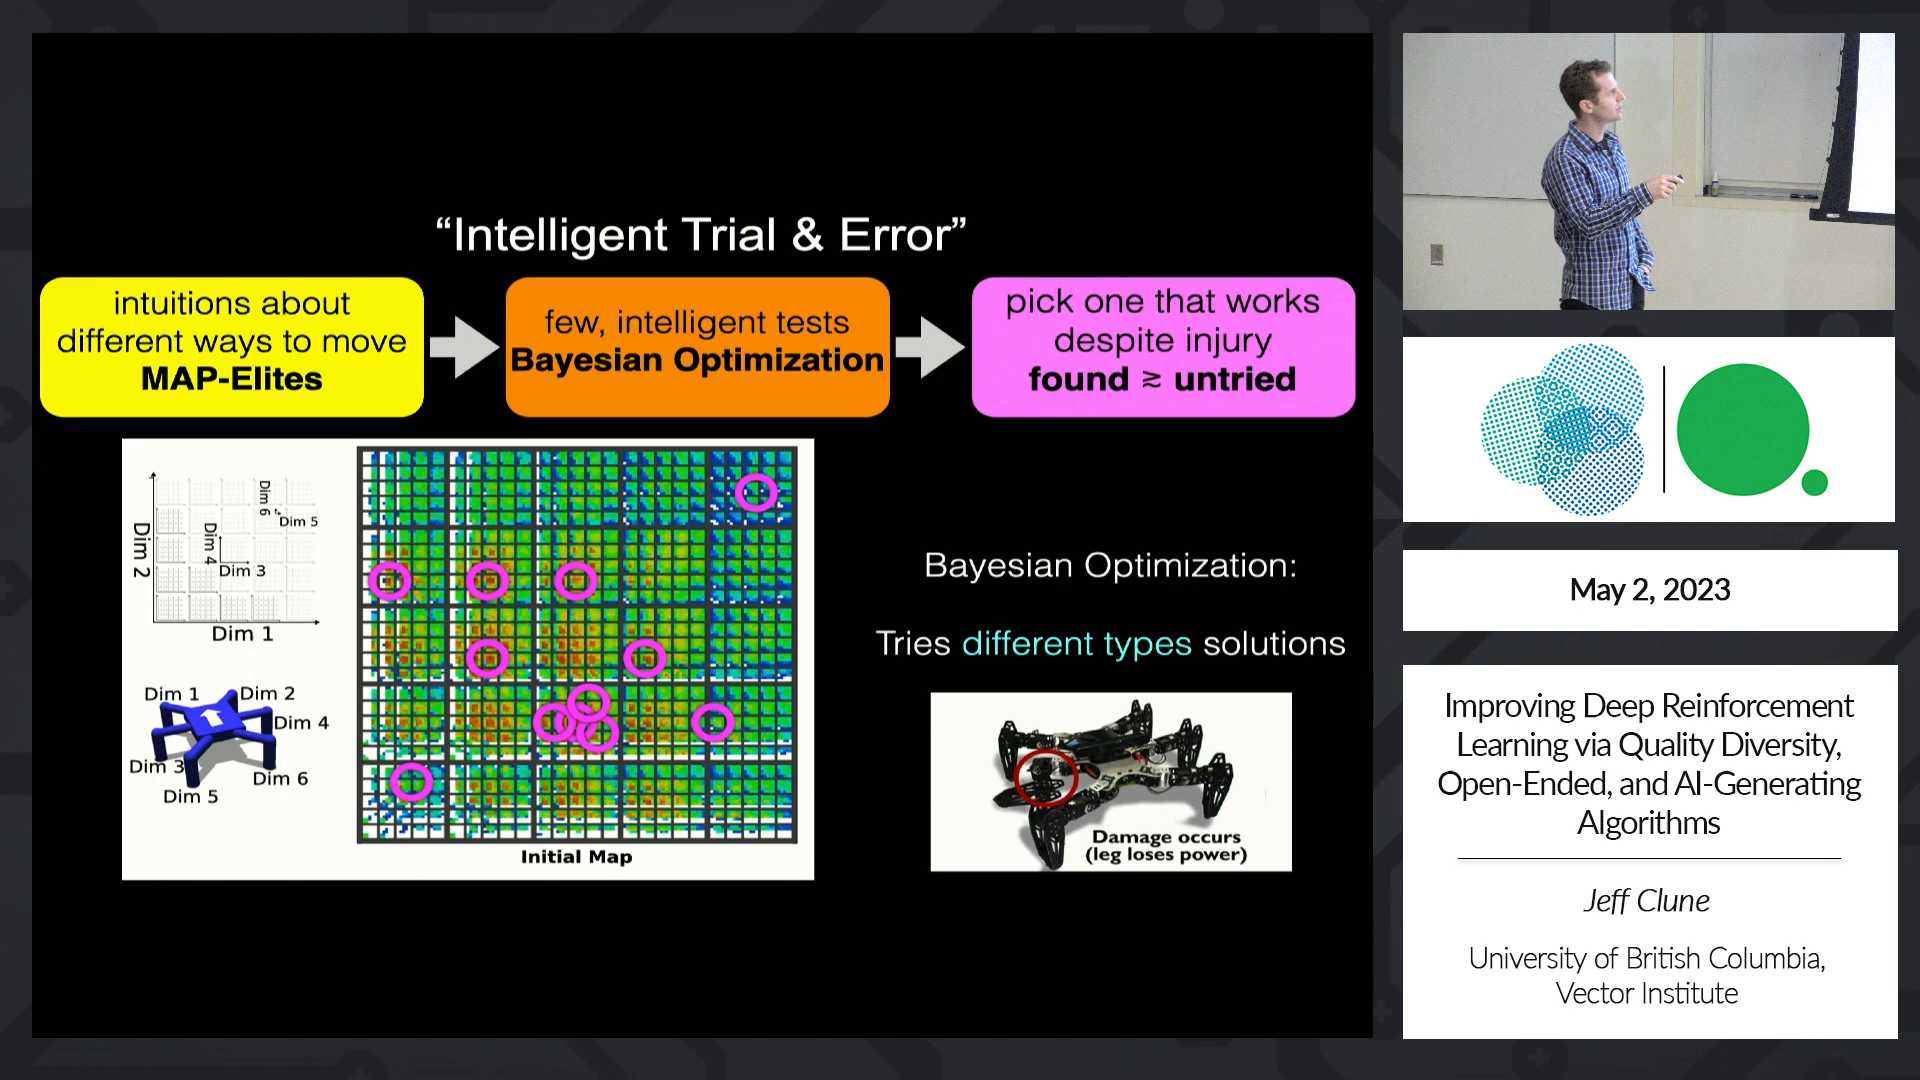 “Intelligent Trial & Error”
intuitions about
different ways to move
MAP-Elites
few, intelligent tests
Bayesian Optimization
pick one that works
despite injury
found ≳ untried
Dim 2
Dim 6
Dim 5
Dim 4
Dim 3
Dim 1
Dim 1
Dim 2
Dim 4
Dim 3
Dim 6
Dim 5
Initial Map
Bayesian Optimization:
Tries different types solutions
Damage occurs
(leg loses power)
May 2, 2023
Improving Deep Reinforcement
Learning via Quality Diversity,
Open-Ended, and AI-Generating
Algorithms
Jeff Clune
University of British Columbia,
Vector Institute